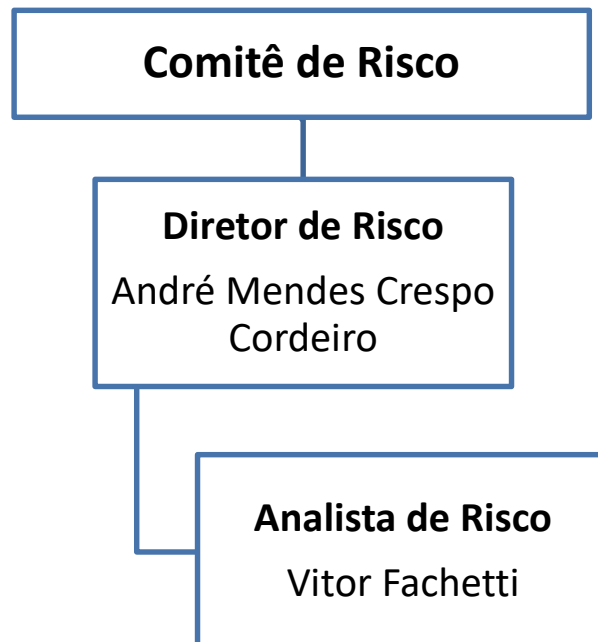 Comitê de Risco
Diretor de Risco
André Mendes Crespo
Cordeiro
Analista de Risco
Vitor Fachetti